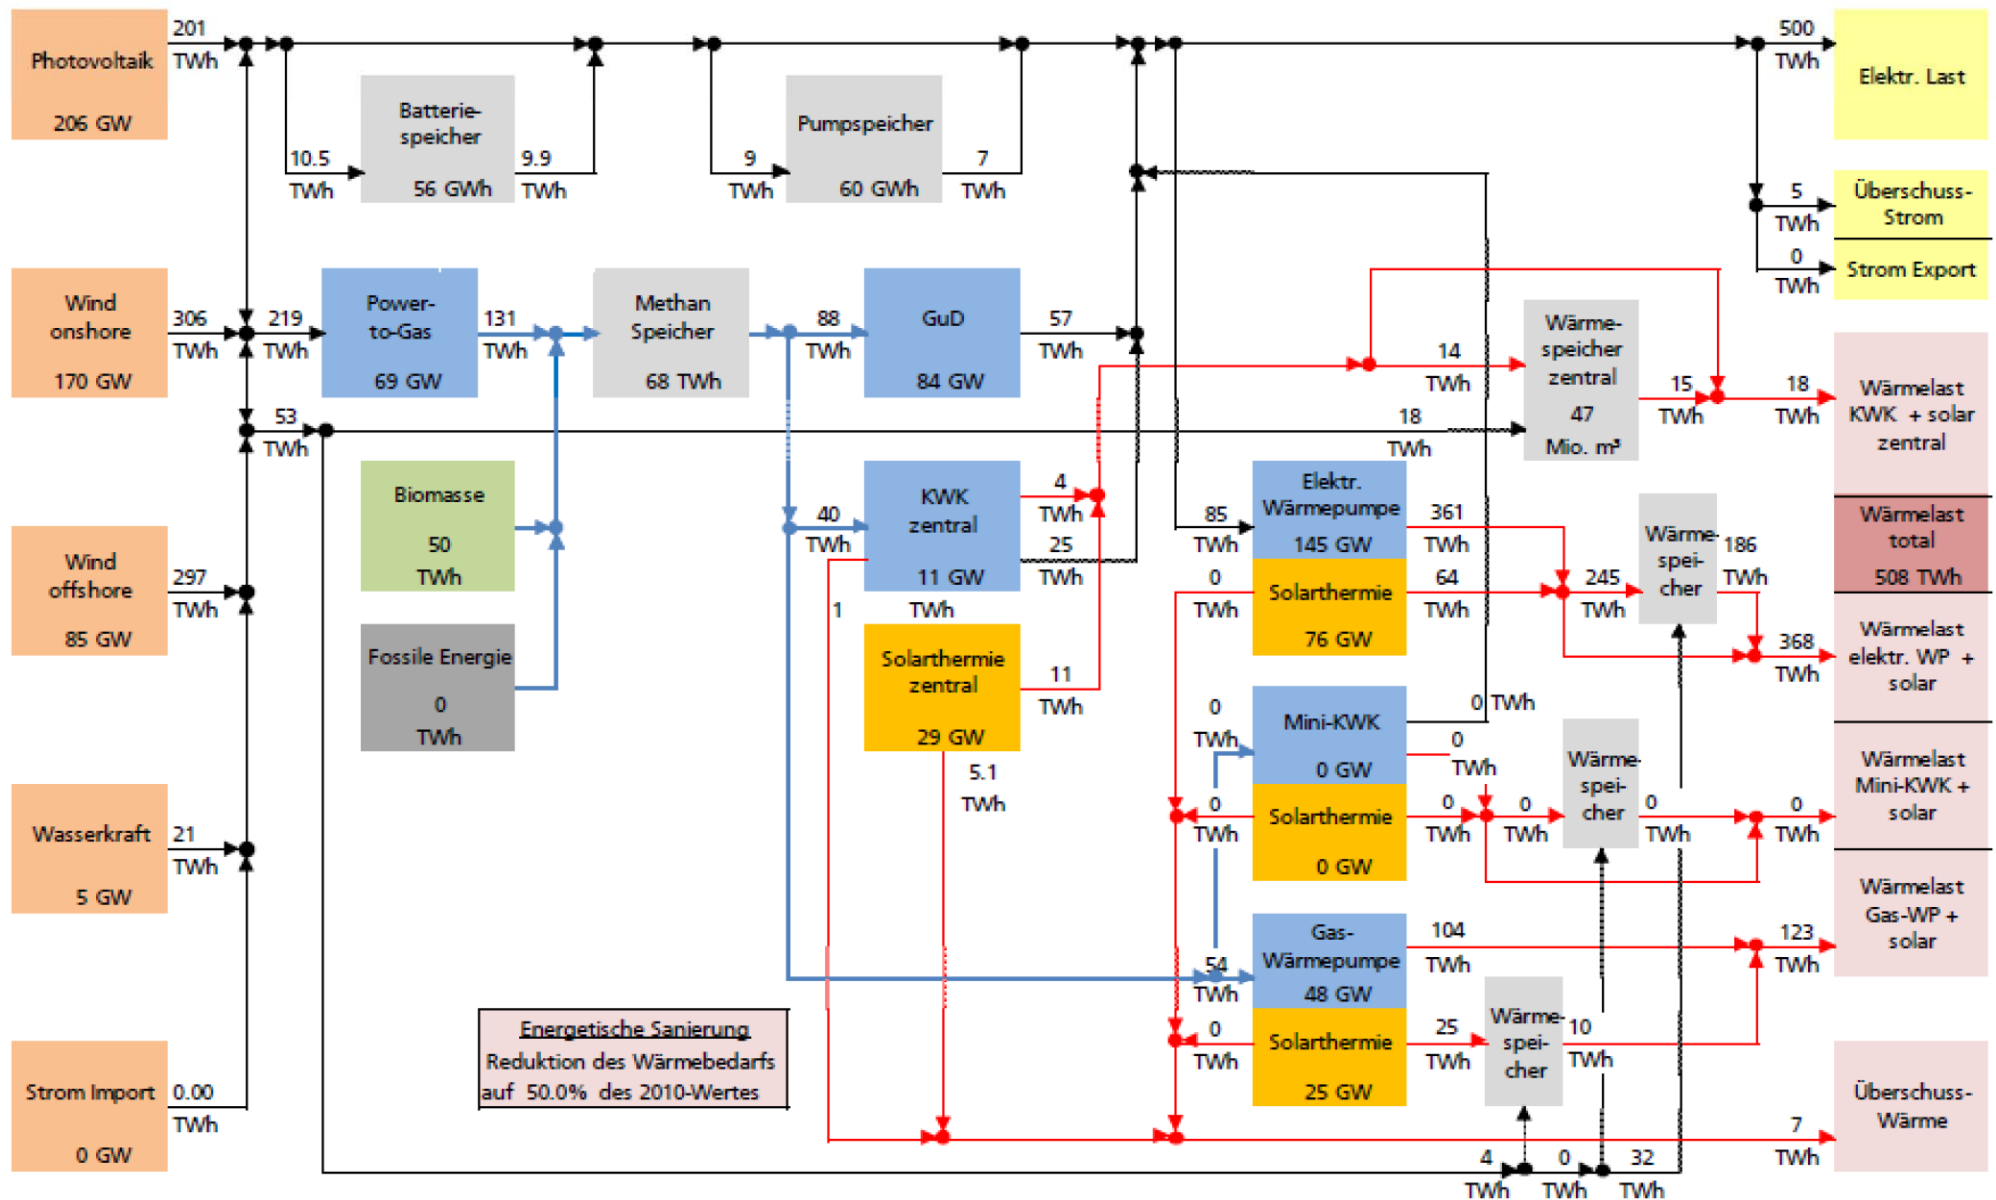 Photovoltaik
206 GW
201
TWh
Batterie-
speicher
56 GWh
10.5
TWh
9.9
TWh
Pumpspeicher
60 GWh
9
TWh
7
TWh
500
TWh
Elektr. Last
5
TWh
Überschuss-
Strom
0
TWh
Strom Export
Wind
onshore
170 GW
306
TWh
219
TWh
Power-
to-Gas
69 GW
131
TWh
Methan
Speicher
68 TWh
88
TWh
GuD
84 GW
57
TWh
14
TWh
Wärme-
speicher
zentral
47
Mio. m³
15
TWh
18
TWh
Wärmelast
KWK + solar
zentral
53
TWh
18
TWh
Biomasse
50
TWh
40
TWh
KWK
zentral
11 GW
4
TWh
25
TWh
1
TWh
85
TWh
Elektr.
Wärmepumpe
145 GW
361
TWh
Wärme-
spei-
cher
186
TWh
Wärmelast
total
508 TWh
Wind
offshore
85 GW
297
TWh
0
TWh
Solarthermie
76 GW
64
TWh
245
TWh
368
TWh
Wärmelast
elektr. WP +
solar
Fossile Energie
0
TWh
Solarthermie
zentral
29 GW
11
TWh
5.1
TWh
0
TWh
Mini-KWK
0 GW
0 TWh
0
TWh
Wärme-
spei-
cher
Wärmelast
Mini-KWK +
solar
Wasserkraft
5 GW
21
TWh
0
TWh
Solarthermie
0 GW
0
TWh
0
TWh
0
TWh
0
TWh
54
TWh
Gas-
Wärmepumpe
48 GW
104
TWh
123
TWh
Wärmelast
Gas-WP +
solar
Energetische Sanierung
Reduktion des Wärmebedarfs
auf 50.0% des 2010-Wertes
0
TWh
Solarthermie
25 GW
25
TWh
Wärme-
spei-
cher
10
TWh
Strom Import
0 GW
0.00
TWh
7
TWh
Überschuss-
Wärme
4
TWh
0
TWh
32
TWh